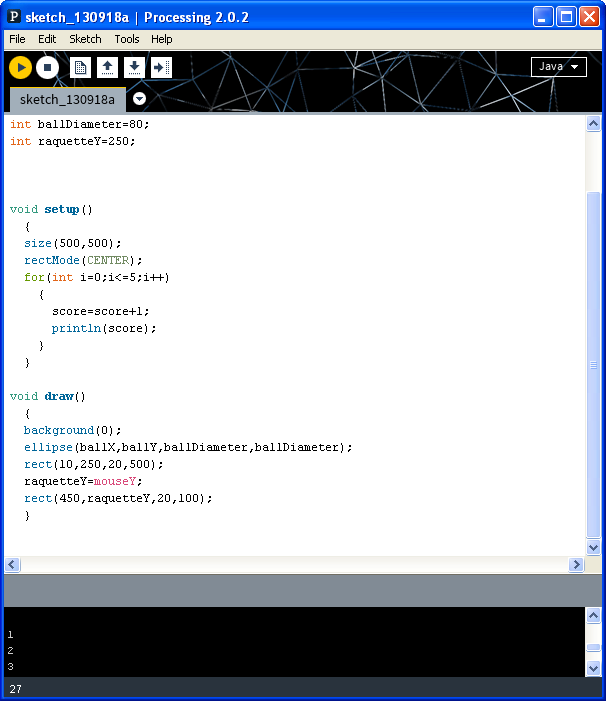 sketch_130918a | Processing 2.0.2
File Edit Sketch Tools Help
Java
sketch_130918a
int ballDiameter=80;
int raquetteY=250;
void setup()
{
size(500,500);
rectMode(CENTER);
for(int i=0;i<=5;i++)
{
score=score+1;
println(score);
}
}
void draw()
{
background(0);
ellipse(ballX,ballY,ballDiameter,ballDiameter);
rect(10,250,20,500);
raquetteY=mouseY;
rect(450,raquetteY,20,100);
}
1
2
3
27